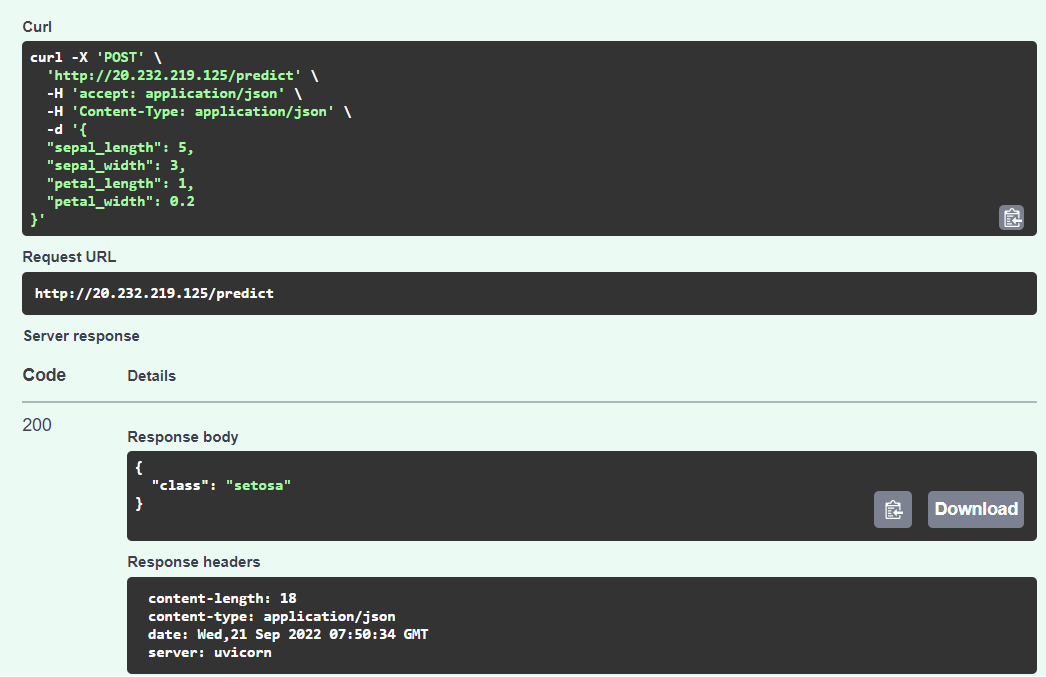 Curl
curl -X 'POST' \
  'http://20.232.219.125/predict' \
  -H 'accept: application/json' \
  -H 'Content-Type: application/json' \
  -d '{
  "sepal_length": 5,
  "sepal_width": 3,
  "petal_length": 1,
  "petal_width": 0.2
}'
Request URL
http://20.232.219.125/predict
Server response
Code Details
200
Response body
{
  "class": "setosa"
}
Download
Response headers
content-length: 18
content-type: application/json
date: Wed,21 Sep 2022 07:50:34 GMT
server: uvicorn